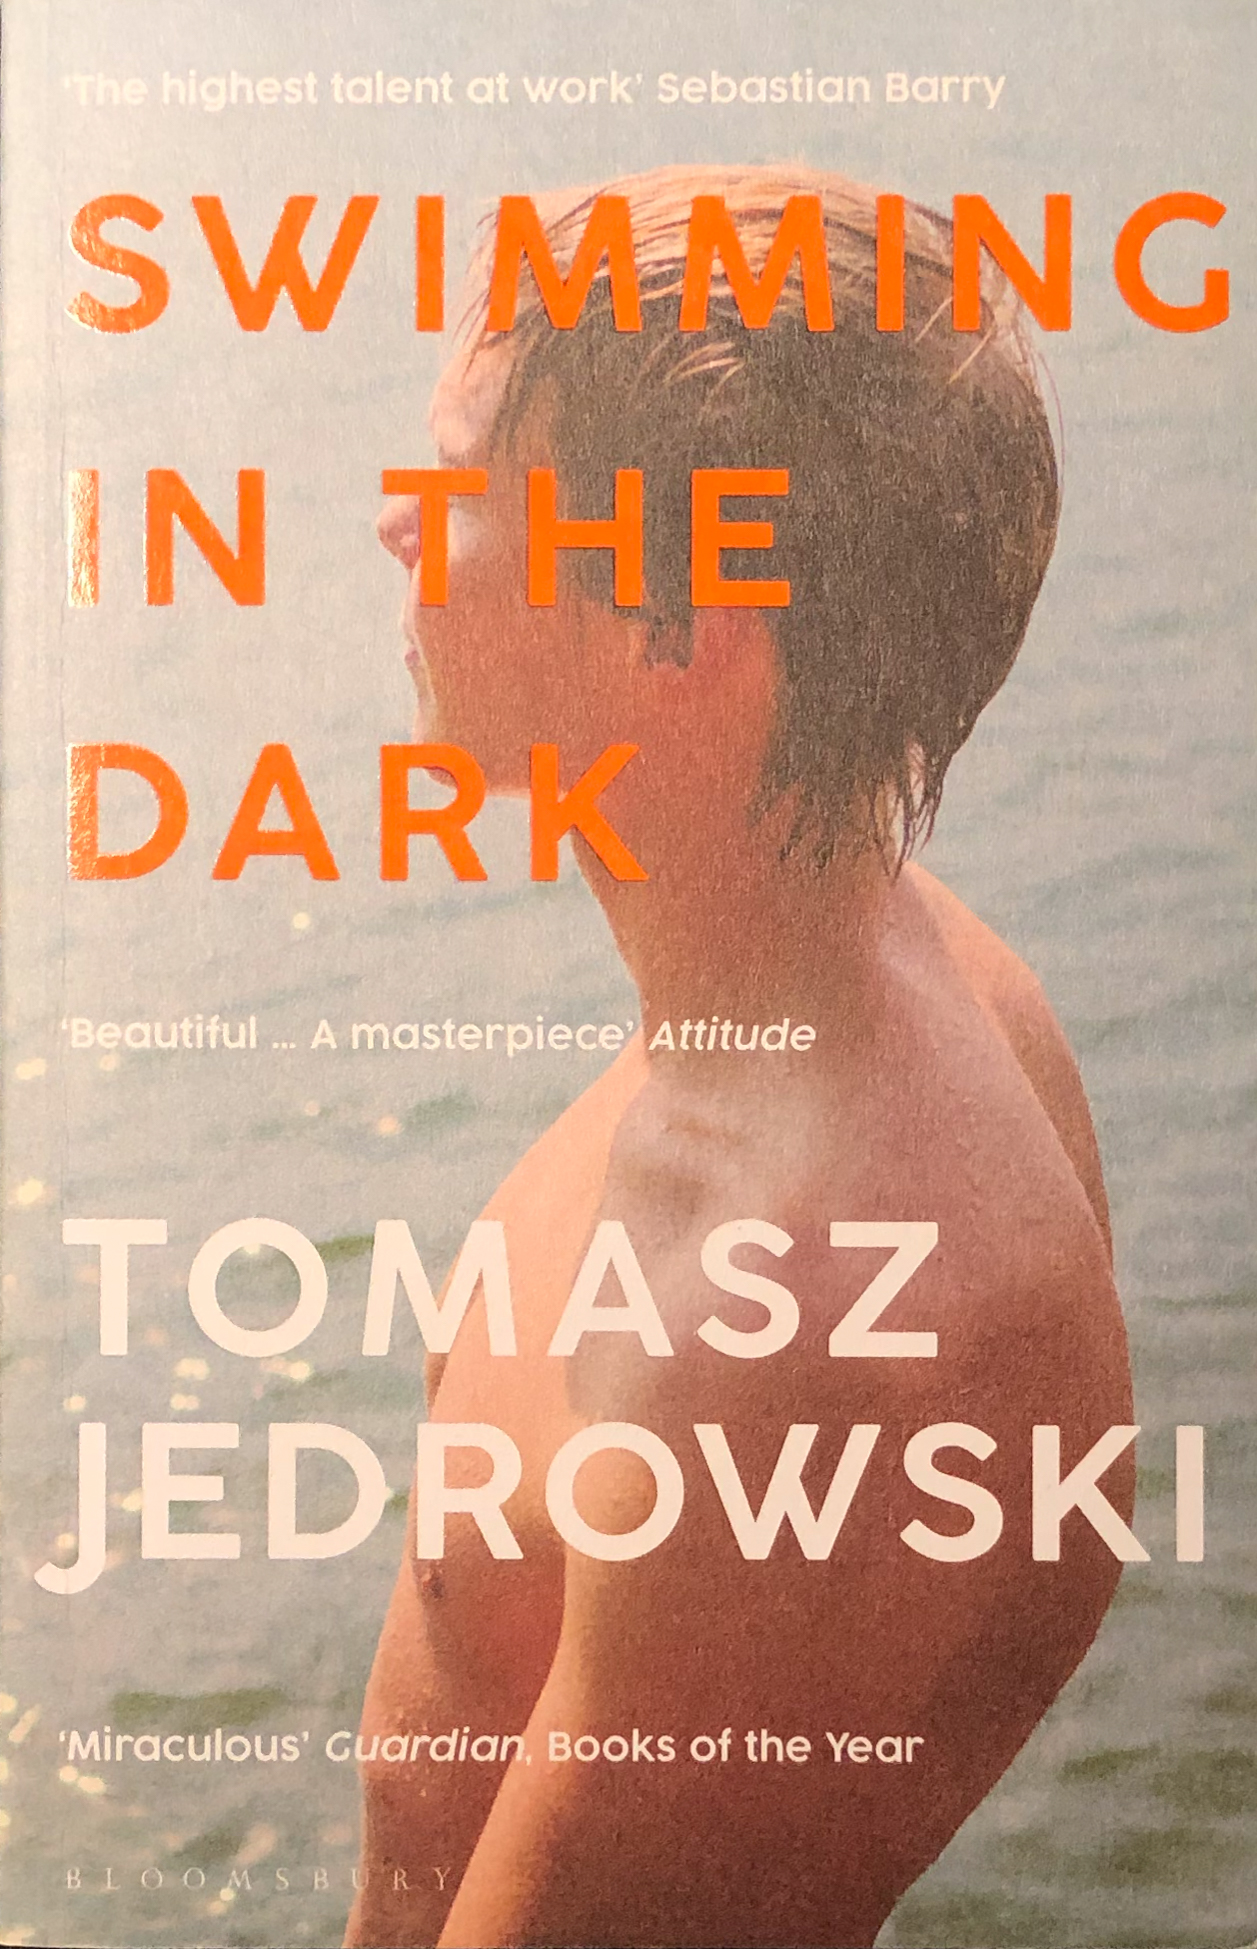 ‘The highest talent at work’ Sebastian Barry
SWIMMING
IN THE
DARK
‘Beautiful ... A masterpiece’ Attitude
TOMASZ
JEDROWSKI
‘Miraculous’ Guardian, Books of the Year
BLOOMSBURY